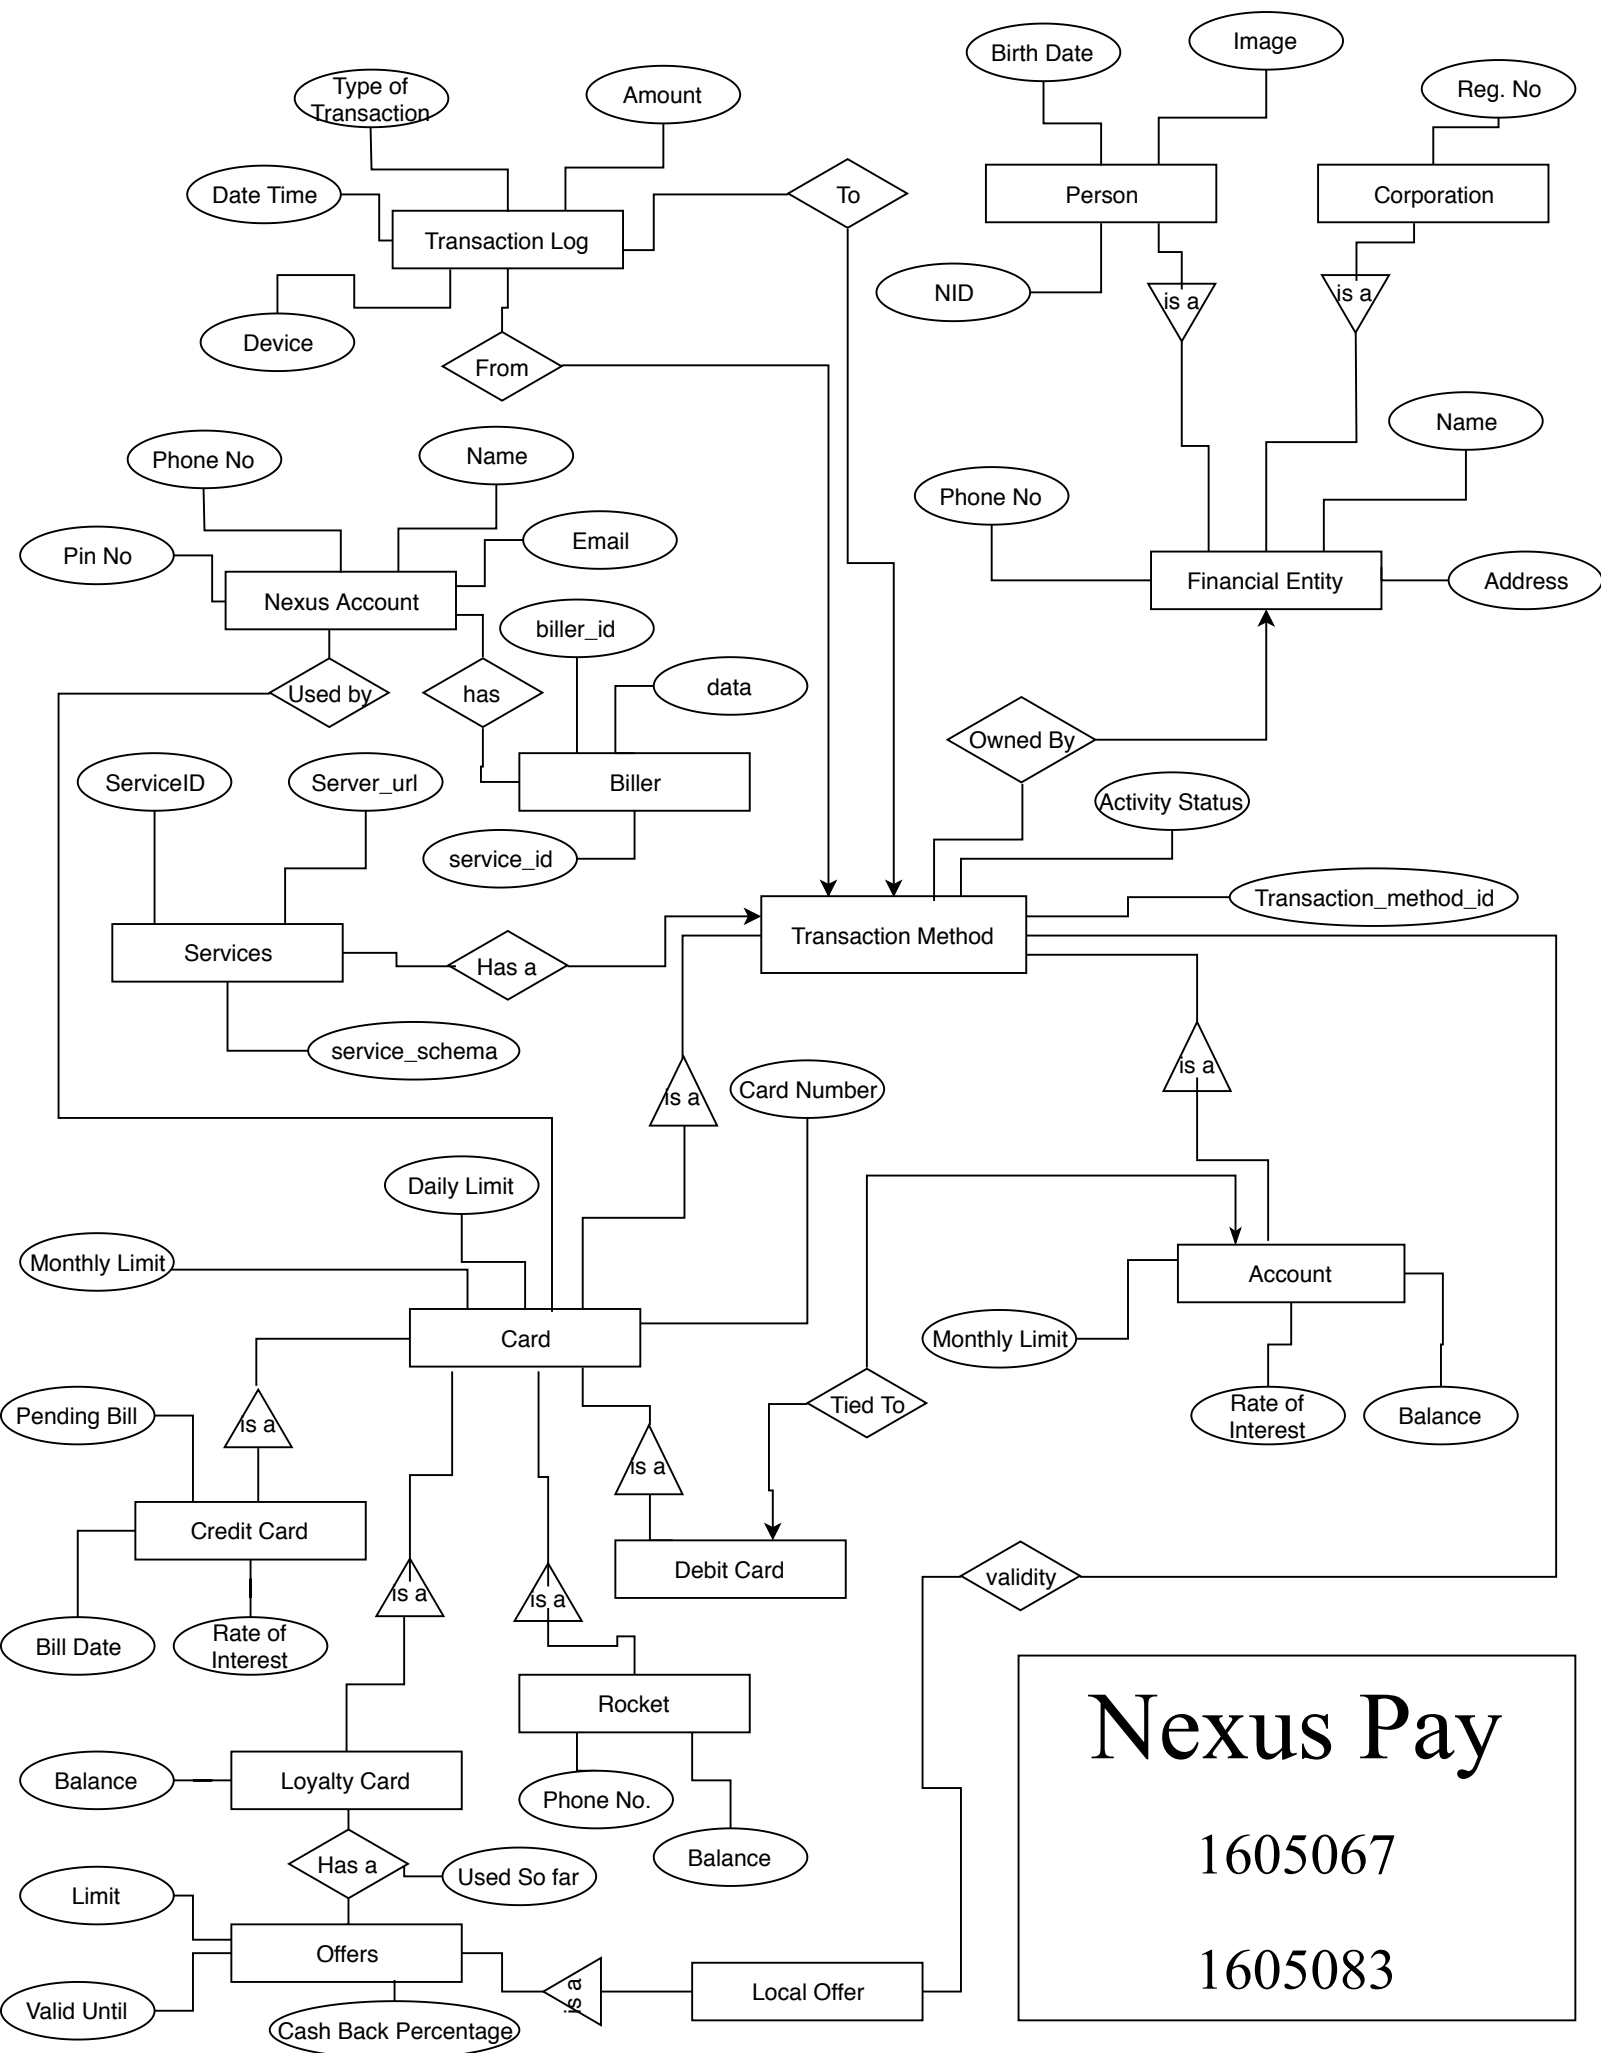 Image
Birth Date
Type of
Transaction
Amount
Reg. No
Date Time
To
Person
Corporation
Transaction Log
NID
is a
is a
Device
From
Name
Phone No
Name
Phone No
Email
Pin No
Financial Entity
Address
Nexus Account
biller_id
Used by
has
data
Owned By
ServiceID
Server_url
Biller
Activity Status
service_id
Transaction_method_id
Transaction Method
Services
Has a
service_schema
is a
is a
Card Number
Daily Limit
Monthly Limit
Account
Card
Monthly Limit
Tied To
Rate of
Interest
Balance
Pending Bill
is a
is a
Credit Card
Debit Card
validity
is a
is a
Bill Date
Rate of
Interest
Rocket
Nexus Pay
Balance
Loyalty Card
Phone No.
1605067
Has a
Used So far
Balance
Limit
Offers
is a
Local Offer
1605083
Valid Until
Cash Back Percentage